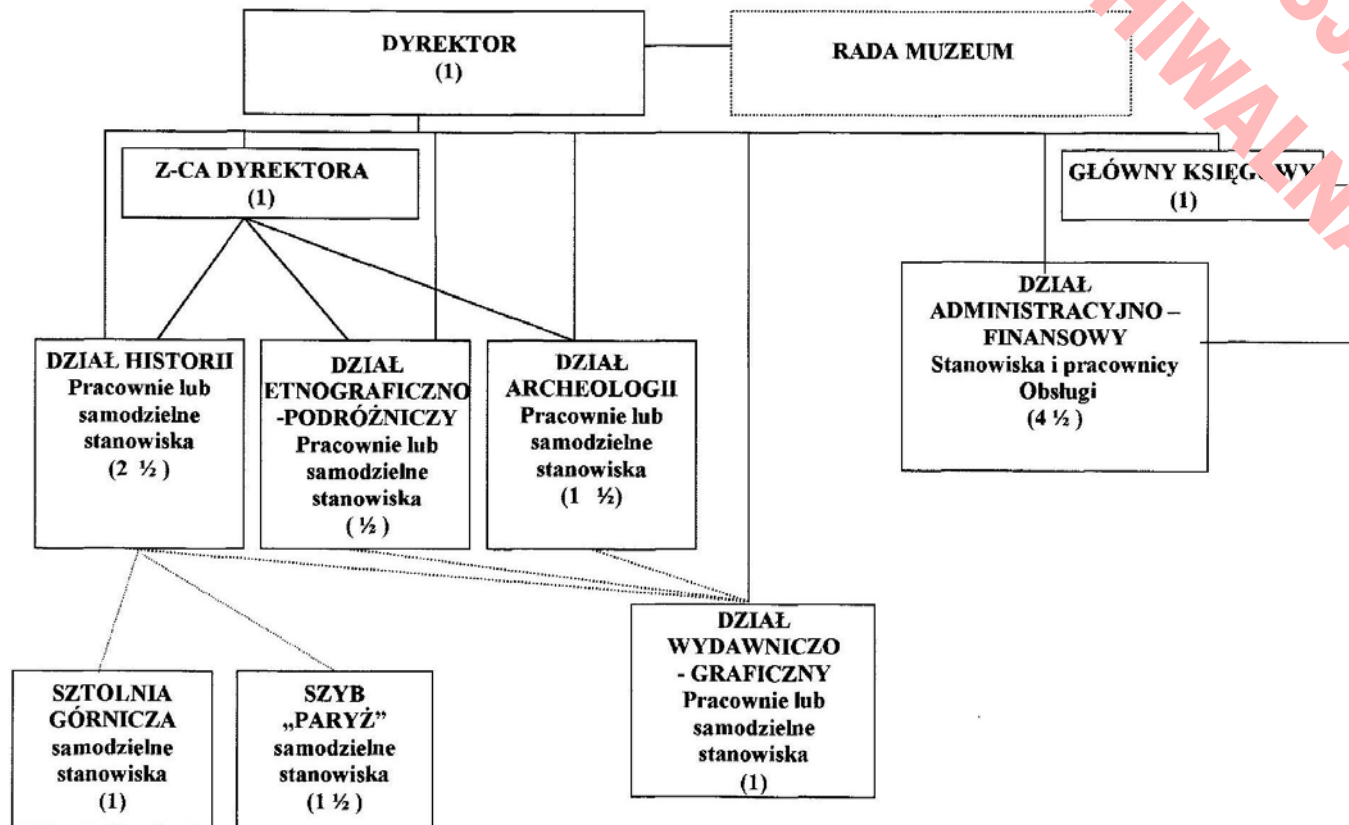 DYREKTOR
(1)
RADA MUZEUM
Z-CA DYREKTORA
(1)
GŁÓWNY KSIĘGOWY
(1)
DZIAŁ
ADMINISTRACYJNO –
FINANSOWY
Stanowiska i pracownicy
Obsługi
(4 ½ )
DZIAŁ HISTORII
Pracownie lub
samodzielne
stanowiska
(2 ½ )
DZIAŁ
ETNOGRAFICZNO
-PODRÓŻNICZY
Pracownie lub
samodzielne
stanowiska
( ½ )
DZIAŁ
ARCHEOLOGII
Pracownie lub
samodzielne
stanowiska
(1 ½)
DZIAŁ
WYDAWNICZO
- GRAFICZNY
Pracownie lub
samodzielne
stanowiska
(1)
SZTOLNIA
GÓRNICZA
samodzielne
stanowiska
(1)
SZYB
„PARYŻ”
samodzielne
stanowiska
(1 ½ )